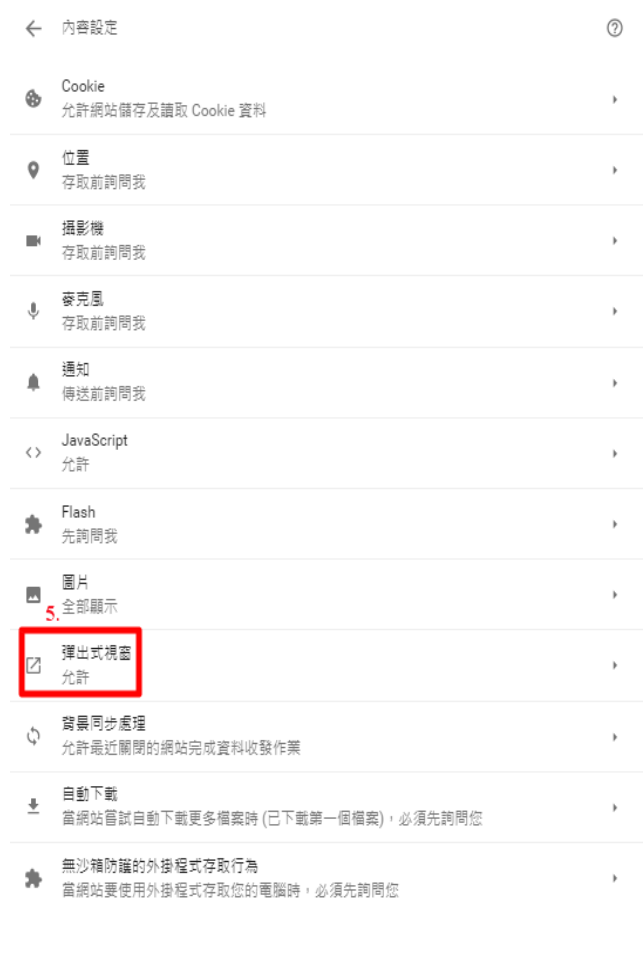 內容設定
Cookie
允許網站儲存及讀取 Cookie 資料
位置
存取前詢問我
攝影機
存取前詢問我
麥克風
存取前詢問我
通知
傳送前詢問我
JavaScript
允許
Flash
先詢問我
圖片
全部顯示
5.
彈出式視窗
允許
背景同步處理
允許最近關閉的網站完成資料收發作業
自動下載
當網站嘗試自動下載更多檔案時 (已下載第一個檔案)，必須先詢問您
無沙箱防護的外掛程式存取行為
當網站要使用外掛程式存取您的電腦時，必須先詢問您